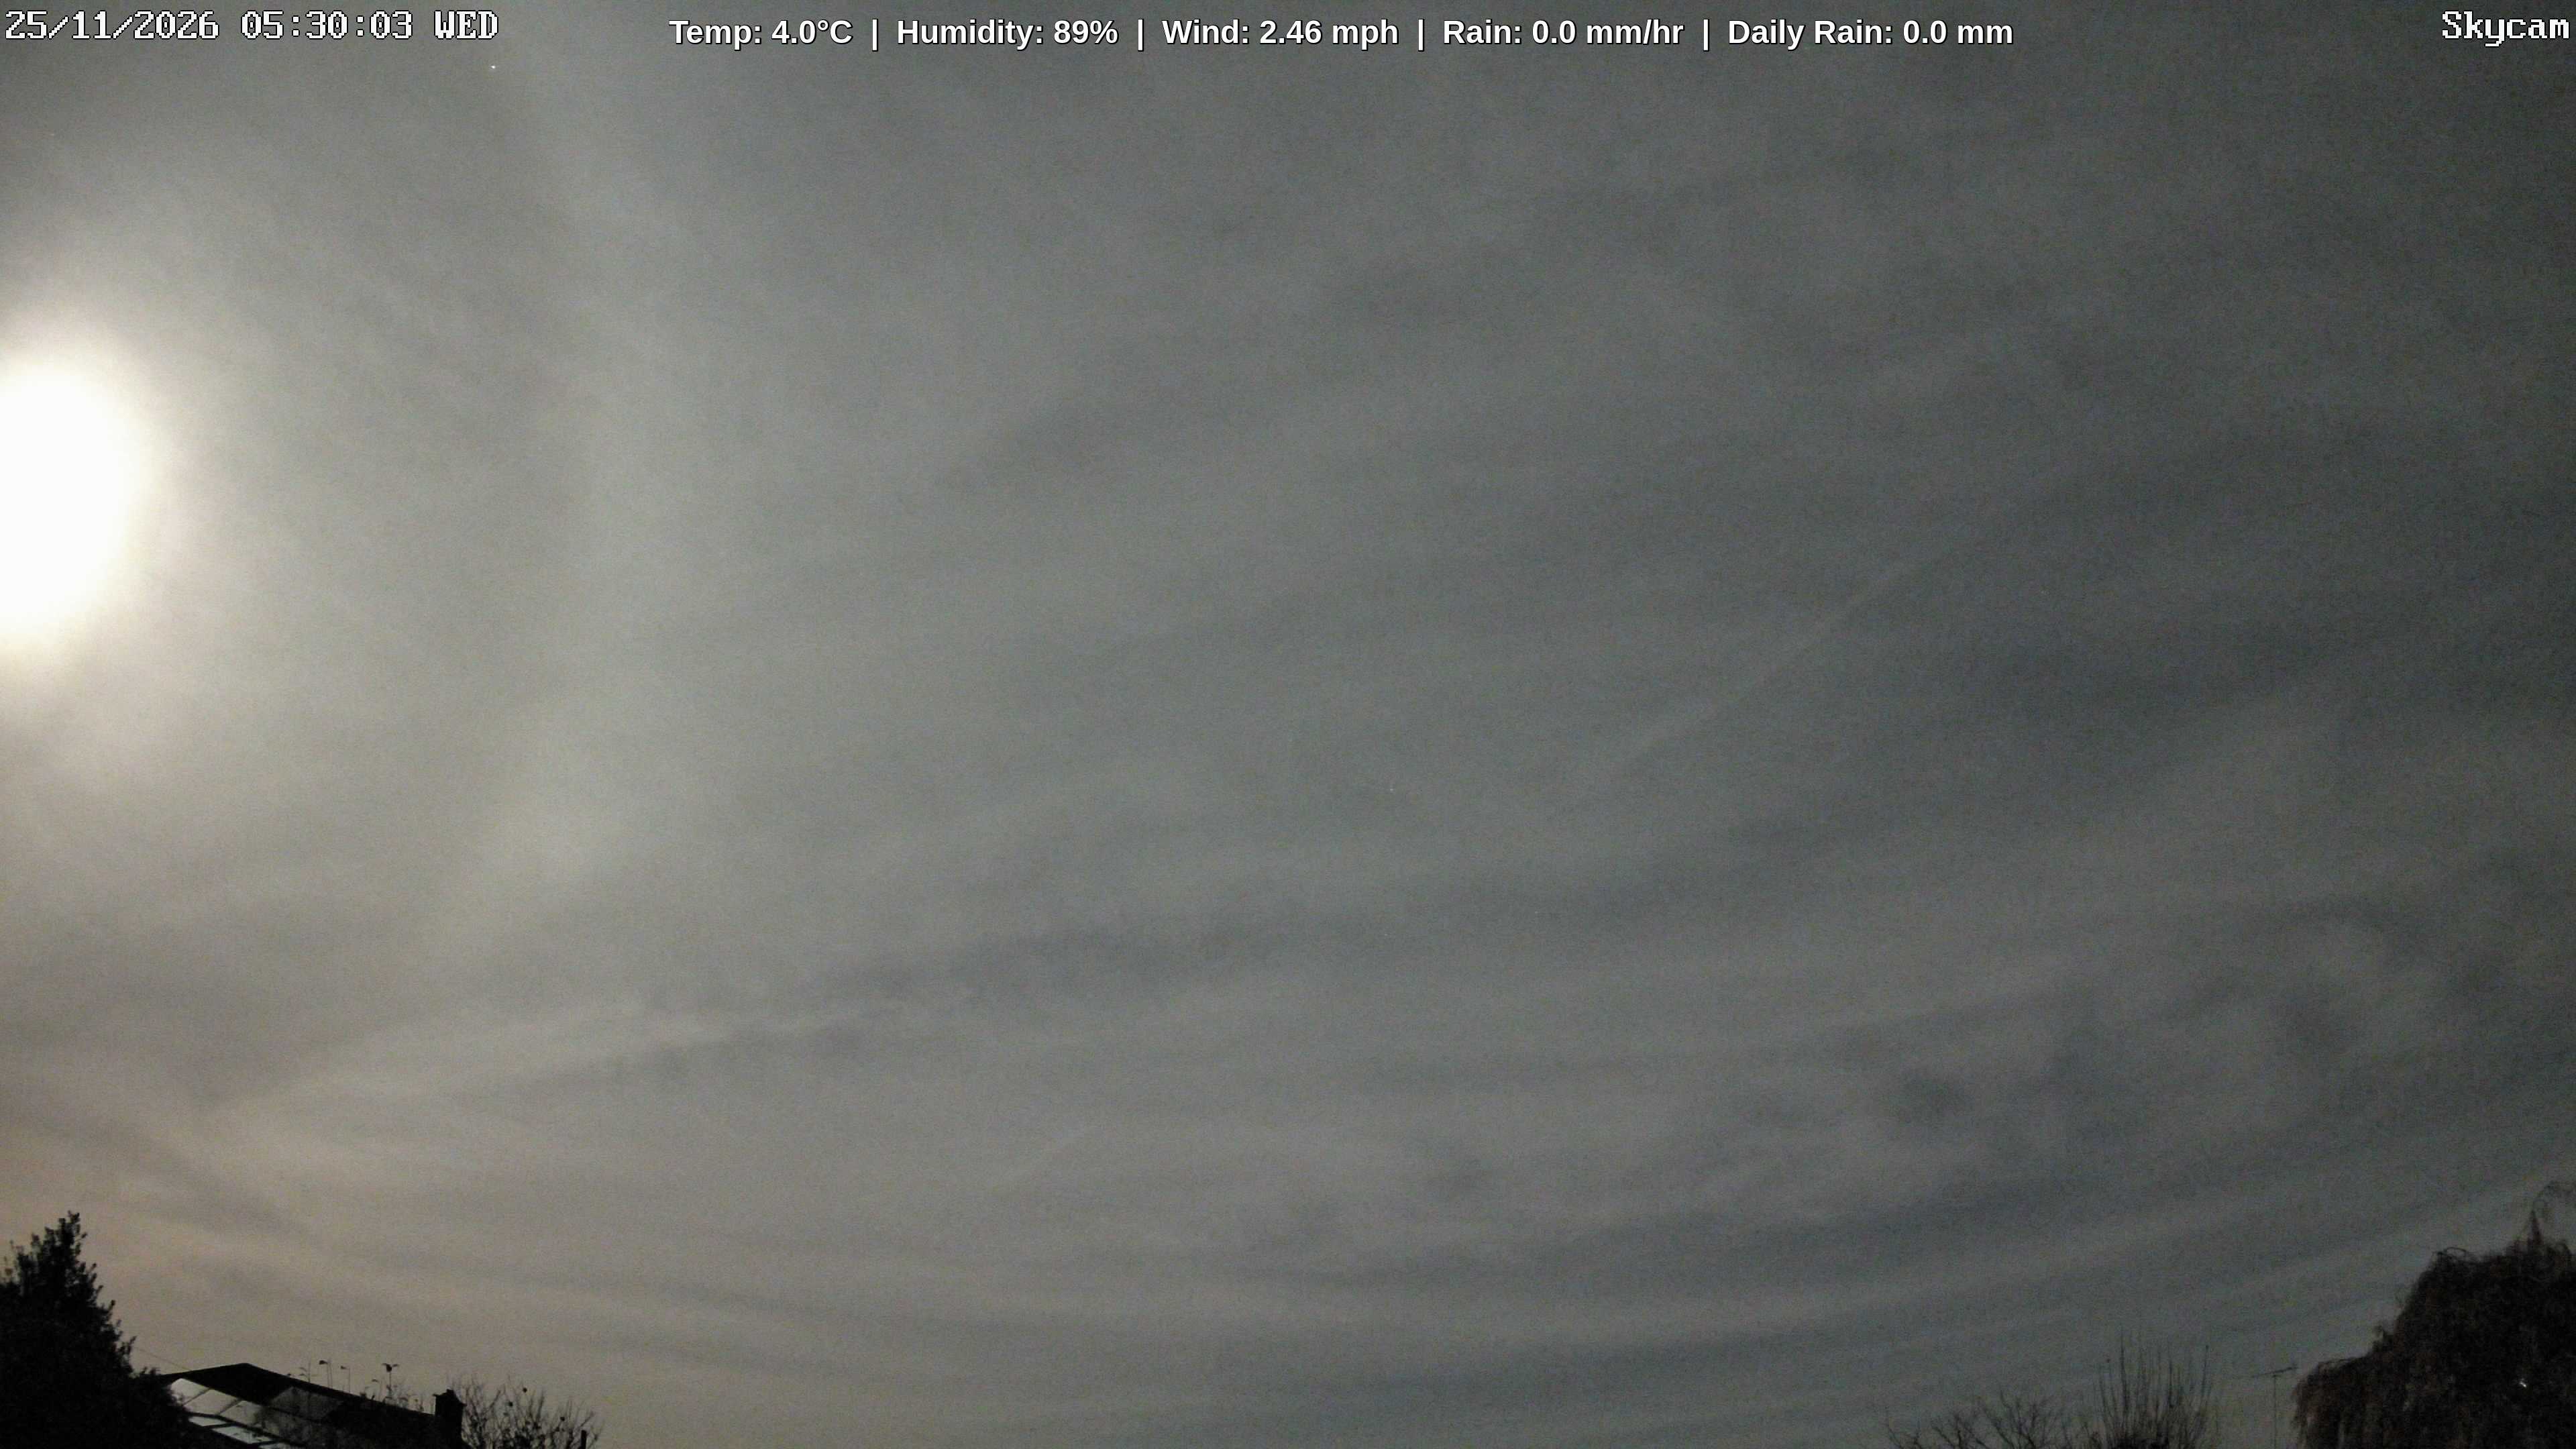 25/11/2026 05:30:03 WED
Temp: 4.0°C | Humidity: 89% | Wind: 2.46 mph | Rain: 0.0 mm/hr | Daily Rain: 0.0 mm
Skycam